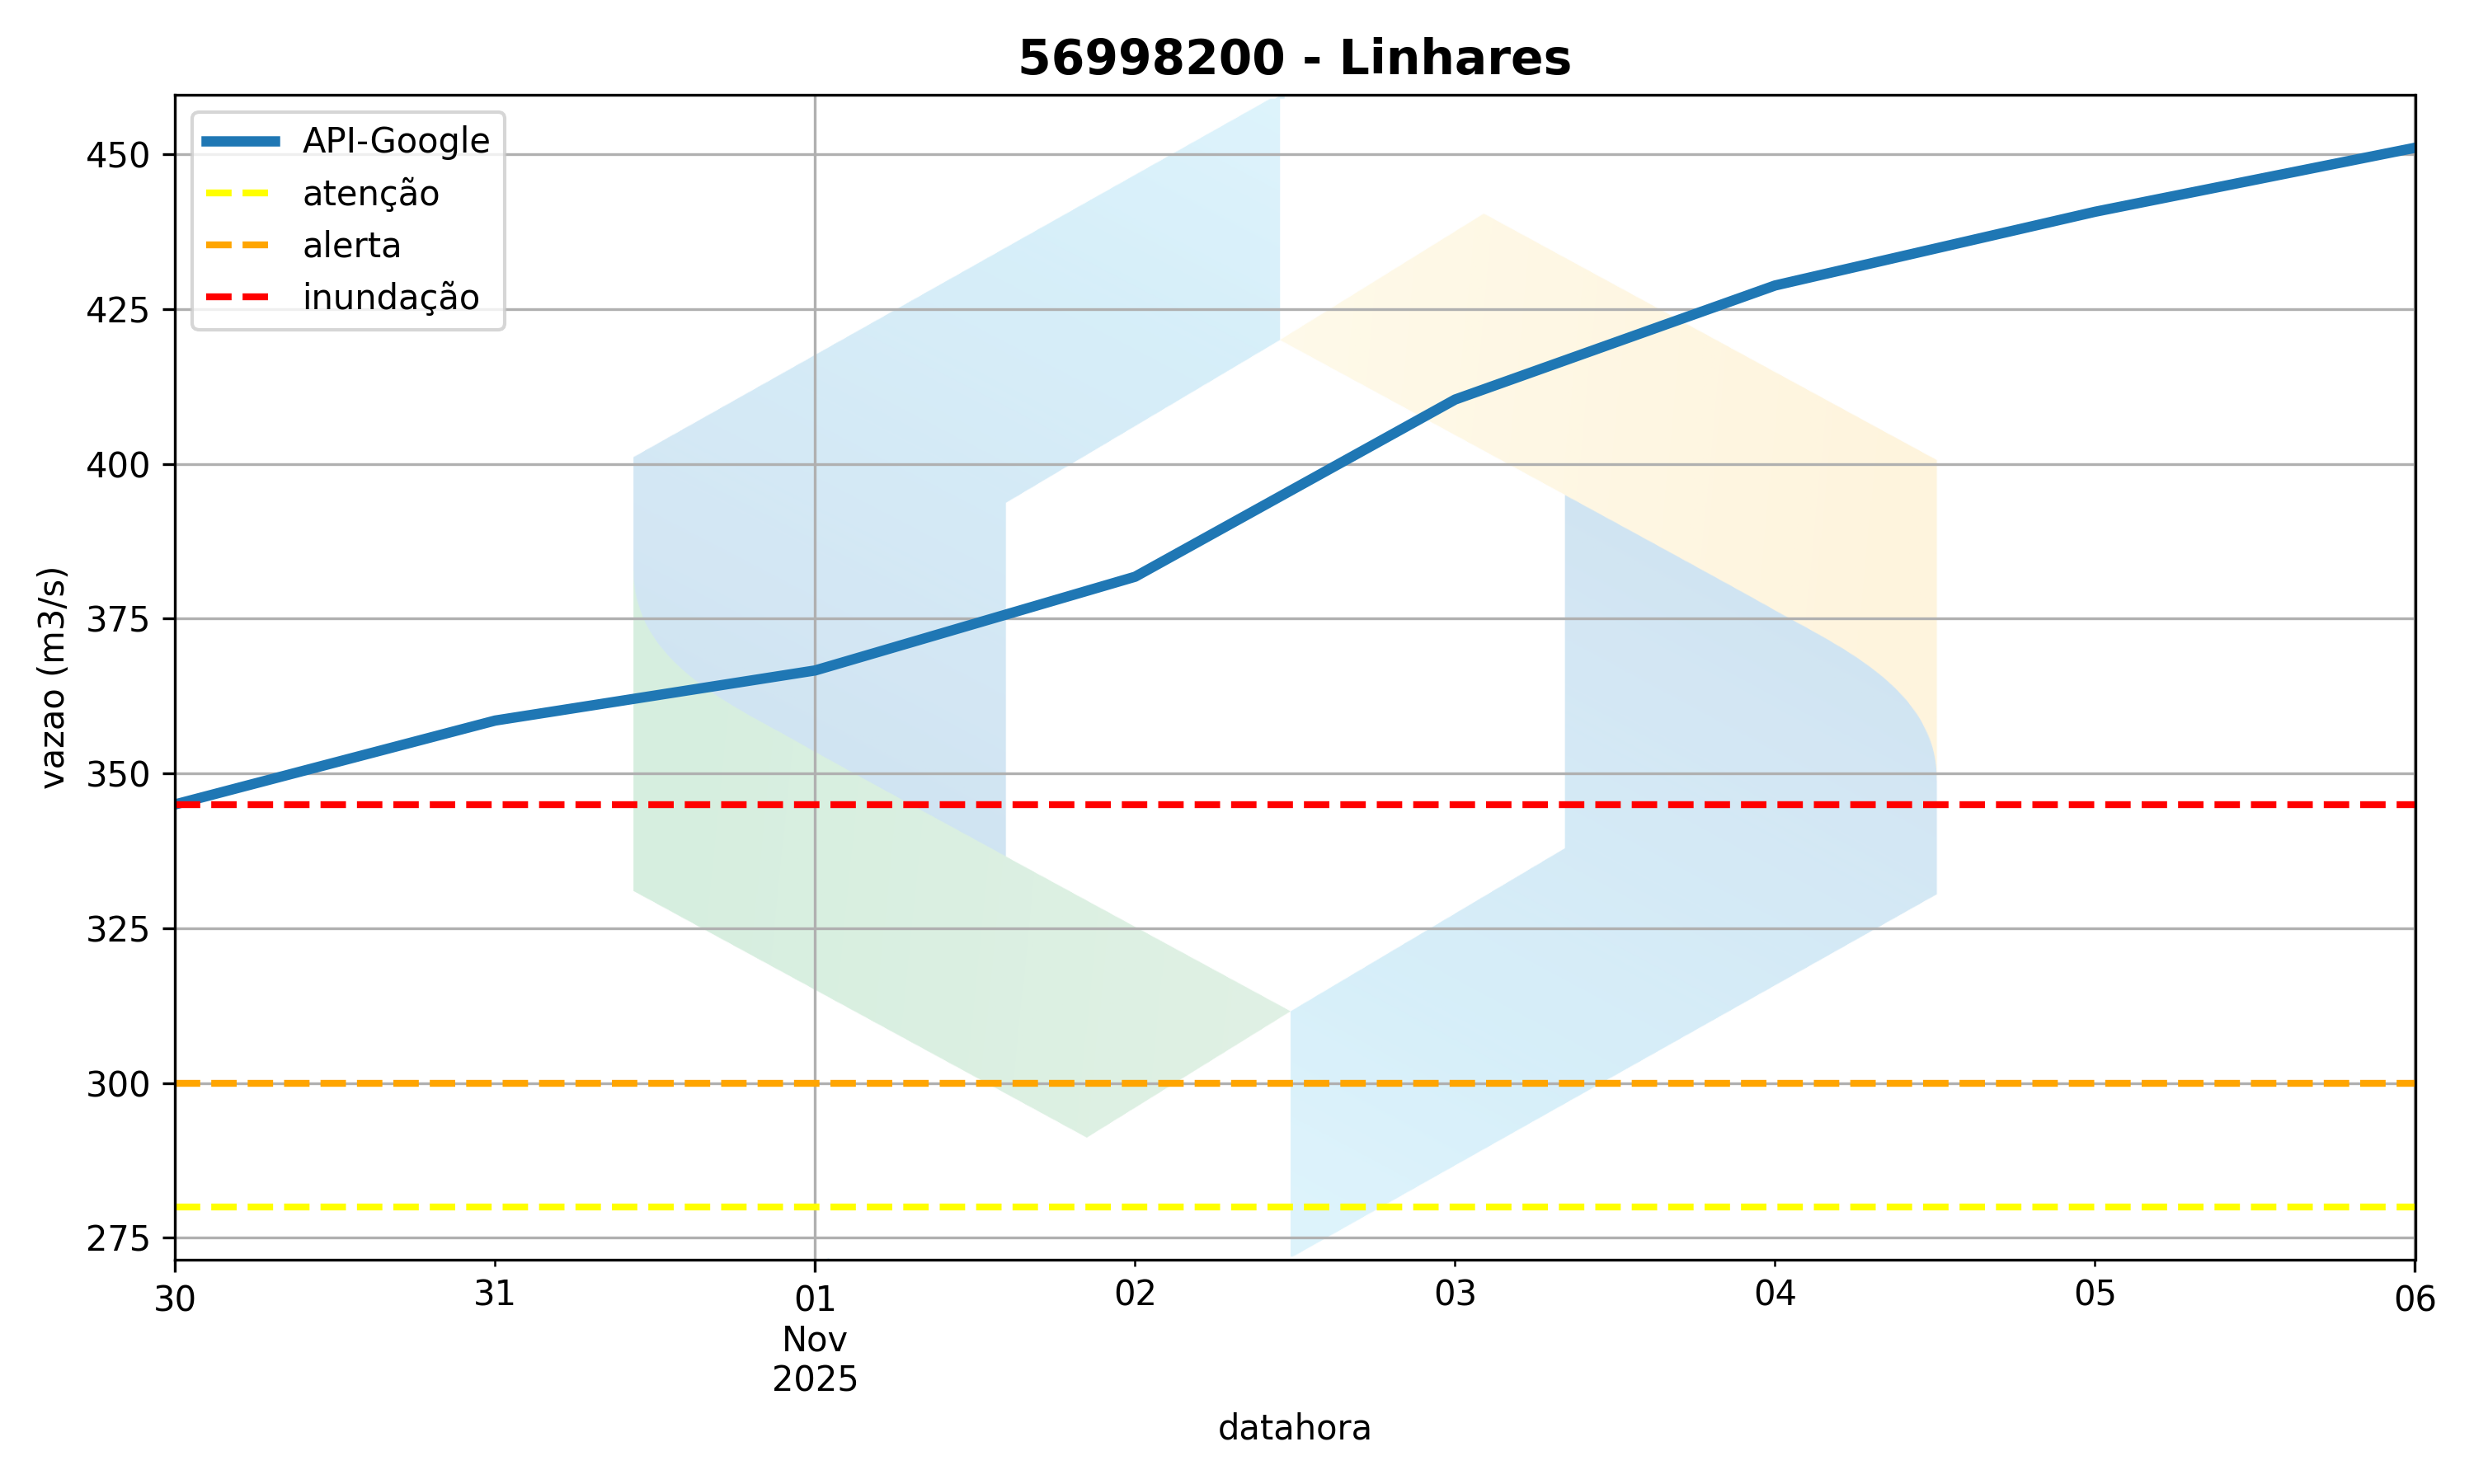 56998200 - Linhares
API-Google
atenção
alerta
inundação
vazao (m3/s)
450
425
400
375
350
325
300
275
30
31
01
02
03
04
05
06
Nov
2025
datahora